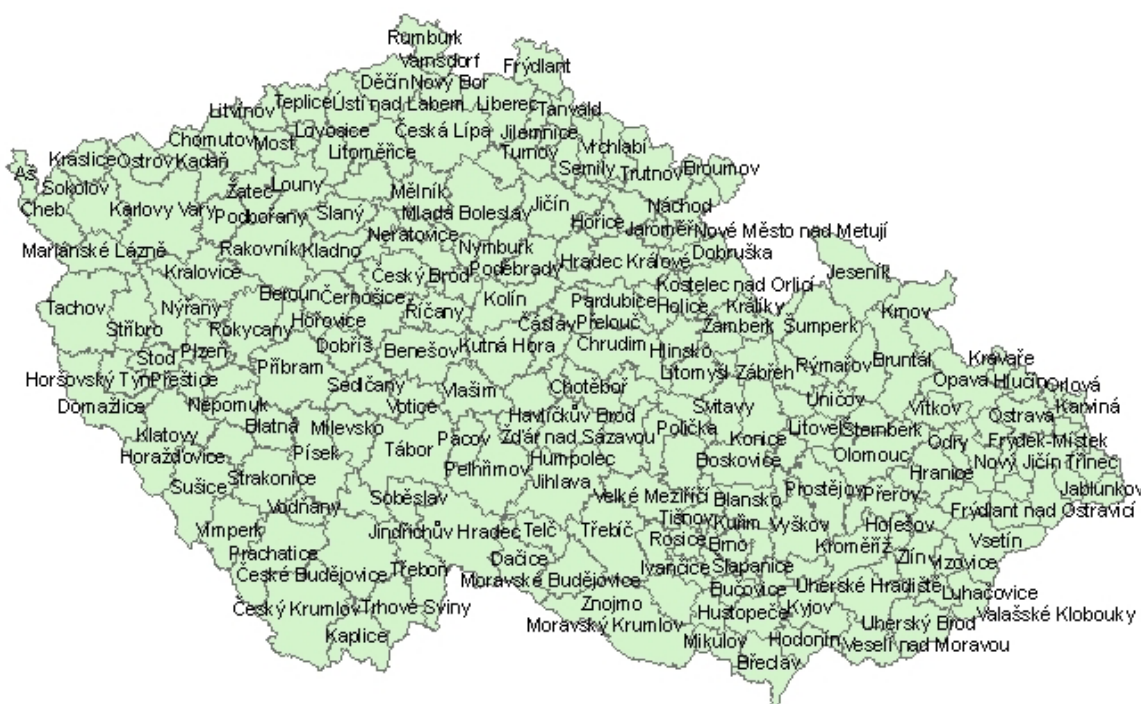 Rumburk
Varnsdorf
Frýdlant
Děčín Nový Bor
Teplice Ústí nad Labem Liberec
Litvínov Tanvald
Lovosice Česká Lípa Jilemnice
Chomutov Most Vrchlabí
Litoměřice Turnov
Kraslice Ostrov Kadaň Semily Trutnov Broumov
Aš
Sokolov Žatec Louny Mělník
Cheb Karlovy Vary Podbořany Slaný Mladá Boleslav Jičín Náchod
Hořice Jaroměř Nové Město nad Metují
Neratovice
Mariánské Lázně Rakovník Kladno Nymburk Dobruška
Kralovice Český Brod Poděbrady Hradec Králové Jeseník
Beroun Černošice Kostelec nad Orlicí
Tachov Nýrany Říčany Kolín Pardubice Holice Králíky Krnov
Stříbro Rokycany Hořovice Čáslav Přelouč Žamberk Šumperk
Stod Plzeň Dobříš Benešov Kutná Hora Chrudim Hlinsko
Příbram Rýmařov Bruntál Kravaře
Horšovský Týn Přeštice Sedlčany Vlašim Chotěboř Litomyšl Zábřeh Opava Hlučín Orlová
Domažlice Nepomuk Votice Svitavy Uničov Vítkov Karviná
Blatná Milevsko Havlíčkův Brod Polička Litovel Šternberk Ostrava
Klatovy Písek Tábor Pacov Žďár nad Sázavou Konice Odry Frýdek-Místek
Horažďovice Humpolec Boskovice Olomouc Nový Jičín Třinec
Strakonice Pelhřimov Jihlava Hranice
Sušice Soběslav Velké Meziříčí Blansko Prostějov Přerov Jablunkov
Vodňany Frýdlant nad Ostravicí
Vimperk Jindřichův Hradec Telč Třebíč Tišnov Kuřim Vyškov Holešov
Prachatice Rosice Brno Kroměříž Zlín Vizovice Vsetín
České Budějovice Třeboň Dačice Ivančice Šlapanice
Moravské Budějovice Bučovice Uherské Hradiště Luhačovice
Český Krumlov Trhové Sviny Znojmo Hustopeče Kyjov Valašské Klobouky
Moravský Krumlov Uherský Brod
Kaplice Mikulov Hodonín Veselí nad Moravou
Břeclav